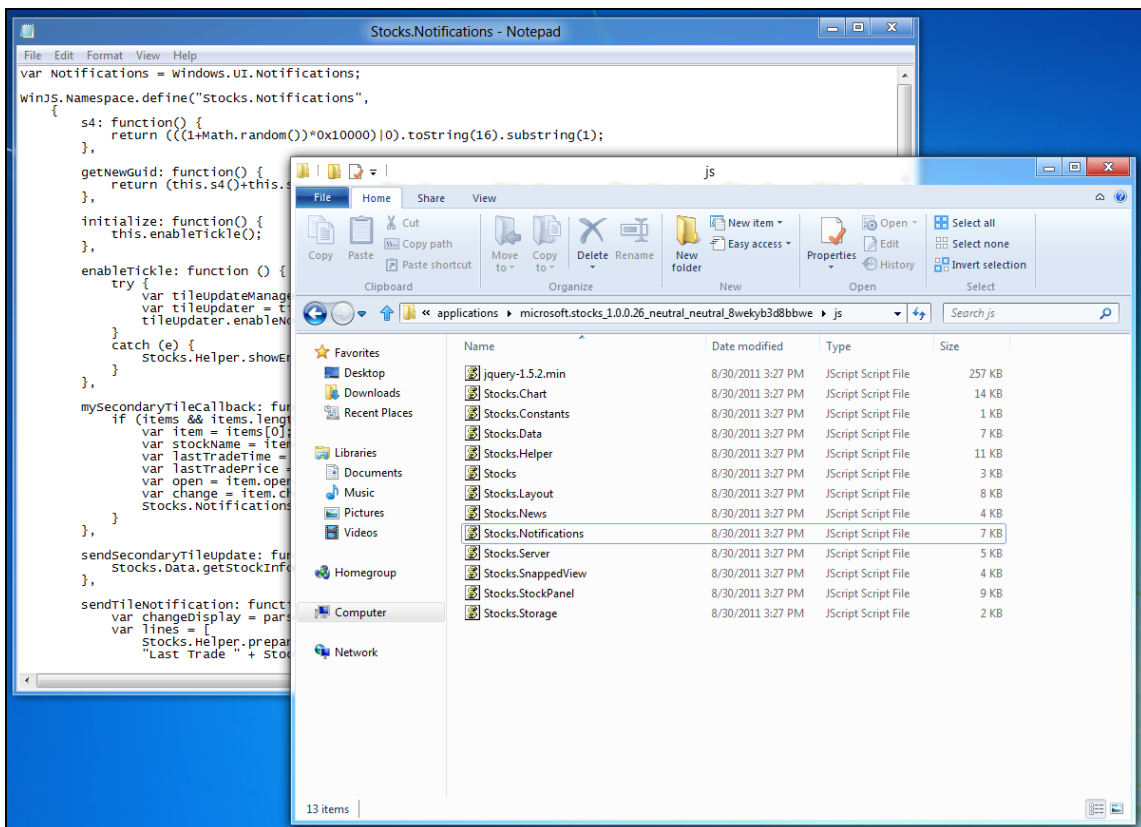 Stocks.Notifications - Notepad
File Edit Format View Help
var Notifications = Windows.UI.Notifications;
WinJS.Namespace.define("Stocks.Notifications",
{
s4: function() {
return (((1+Math.random())*0x10000)|0).toString(16).substring(1);
},
getNewGuid: function() {
return (this.s4()+this.s
},
initialize: function() {
this.enableTickle();
},
enableTickle: function () {
try {
var tileUpdateManage
var tileUpdater = ti
tileUpdater.enableNo
}
catch (e) {
Stocks.Helper.showEr
}
},
mySecondaryTileCallback: fun
if (items && items.lengt
var item = items[0];
var stockName = item
var lastTradeTime =
var lastTradePrice =
var open = item.open
var change = item.ch
Stocks.Notifications
}
},
sendSecondaryTileUpdate: fun
Stocks.Data.getStockInfo
},
sendTileNotification: functi
var changeDisplay = pars
var lines = [
Stocks.Helper.prepar
"Last Trade " + Stoc
js
File Home Share View
Copy
Paste
Cut
Copy path
Paste shortcut
Clipboard
Move to
Copy to
Delete
Rename
Organize
New folder
New item
Easy access
New
Properties
Open
Edit
History
Open
Select all
Select none
Invert selection
Select
« applications microsoft.stocks_1.0.0.26_neutral_neutral_8wekyb3d8bbwe js
Search js
Favorites
Desktop
Downloads
Recent Places
Libraries
Documents
Music
Pictures
Videos
Homegroup
Computer
Network
Name Date modified Type Size
jquery-1.5.2.min 8/30/2011 3:27 PM JScript Script File 257 KB
Stocks.Chart 8/30/2011 3:27 PM JScript Script File 14 KB
Stocks.Constants 8/30/2011 3:27 PM JScript Script File 1 KB
Stocks.Data 8/30/2011 3:27 PM JScript Script File 7 KB
Stocks.Helper 8/30/2011 3:27 PM JScript Script File 11 KB
Stocks 8/30/2011 3:27 PM JScript Script File 3 KB
Stocks.Layout 8/30/2011 3:27 PM JScript Script File 8 KB
Stocks.News 8/30/2011 3:27 PM JScript Script File 4 KB
Stocks.Notifications 8/30/2011 3:27 PM JScript Script File 7 KB
Stocks.Server 8/30/2011 3:27 PM JScript Script File 5 KB
Stocks.SnappedView 8/30/2011 3:27 PM JScript Script File 4 KB
Stocks.StockPanel 8/30/2011 3:27 PM JScript Script File 9 KB
Stocks.Storage 8/30/2011 3:27 PM JScript Script File 2 KB
13 items